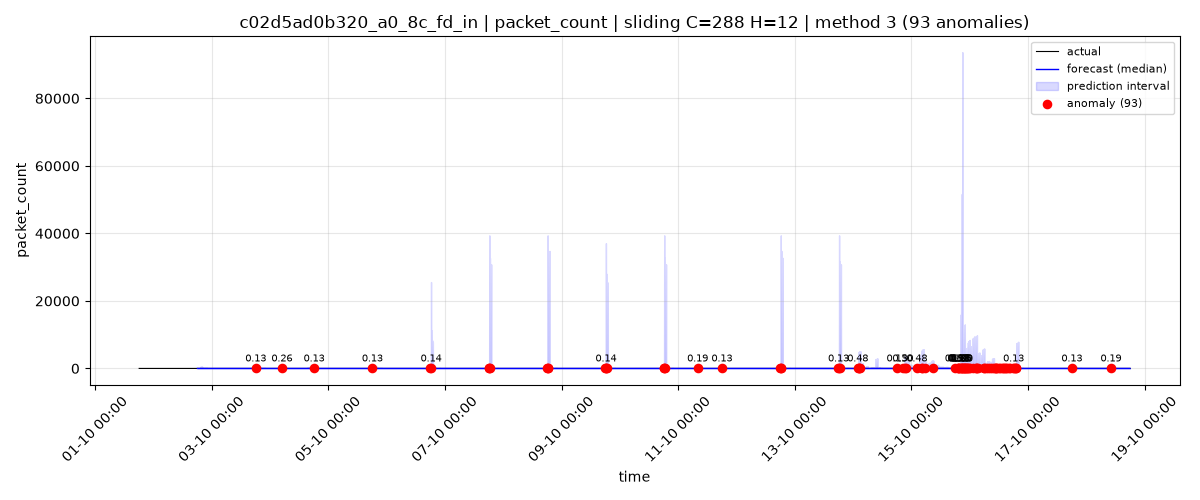 c02d5ad0b320_a0_8c_fd_in | packet_count | sliding C=288 H=12 | method 3 (93 anomalies)
actual
forecast (median)
prediction interval
anomaly (93)
packet_count
80000
60000
40000
20000
0
0.13 0.26 0.13 0.13 0.14 0.14 0.19 0.13 0.13 0.48 0.48 0.13 0.13 0.19
01-10 00:00
03-10 00:00
05-10 00:00
07-10 00:00
09-10 00:00
11-10 00:00
13-10 00:00
15-10 00:00
17-10 00:00
19-10 00:00
time